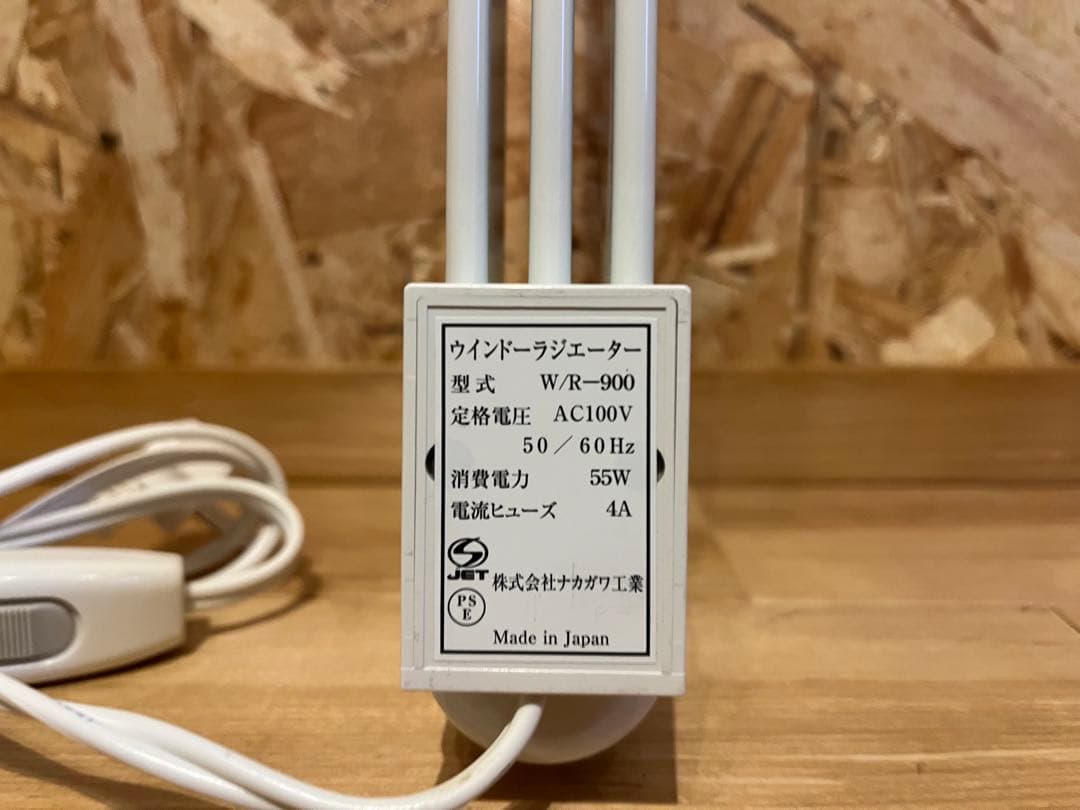 ウインドーラジエーター
型式 W/R−900
定格電圧 AC100V
50/60Hz
消費電力 55W
電流ヒューズ 4A
JET
株式会社ナカガワ工業
PS
E
Made in Japan